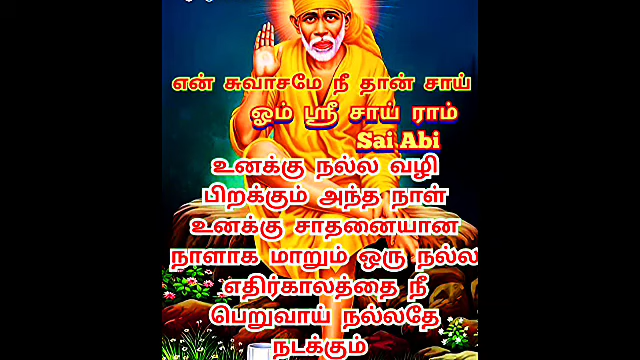 என் சுவாசமே நீ தான் சாய்
ஓம் ஸ்ரீ சாய் ராம்
Sai Abi
உனக்கு நல்ல வழி
பிறக்கும் அந்த நாள்
உனக்கு சாதனையான
நாளாக மாறும் ஒரு நல்ல
எதிர்காலத்தை நீ
பெறுவாய் நல்லதே
நடக்கும்